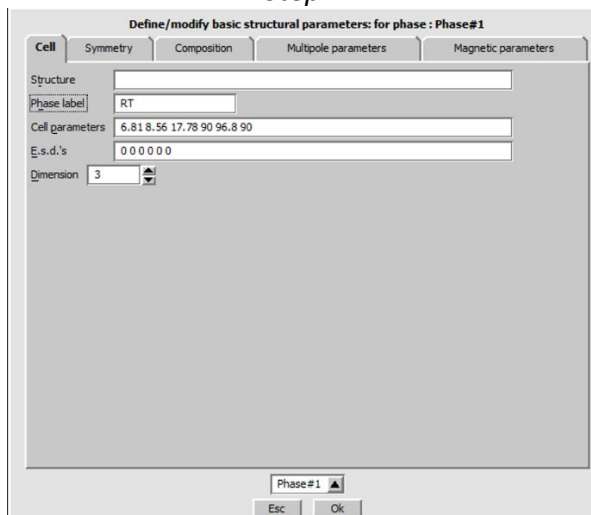 Define/modify basic structural parameters: for phase : Phase#1
Cell Symmetry Composition Multipole parameters Magnetic parameters
Structure
Phase label RT
Cell parameters 6.81 8.56 17.78 90 96.8 90
E.s.d.'s 0 0 0 0 0 0
Dimension 3
Phase#1
Esc Ok